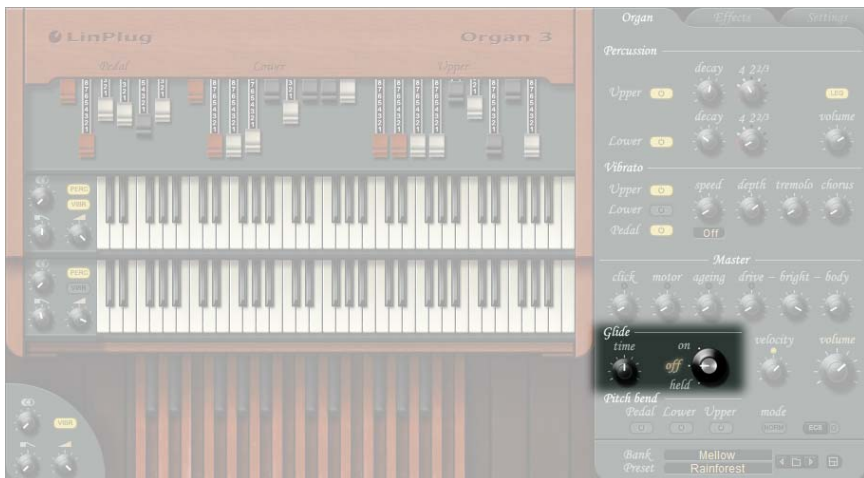 LinPlug
Organ 3
Pedal
Lower
Upper
PERC
VIBR
PERC
VIBR
VIBR
Organ
Effects
Settings
Percussion
decay
4 2 2/3
Upper
LEG
decay
4 2 2/3
volume
Lower
Vibrato
Upper
speed
depth
tremolo
chorus
Lower
Pedal
Off
Master
click
motor
ageing
drive – bright – body
Glide
time
on
off
held
velocity
volume
Pitch bend
Pedal
Lower
Upper
mode
NORM
Bank
Mellow
Preset
Rainforest